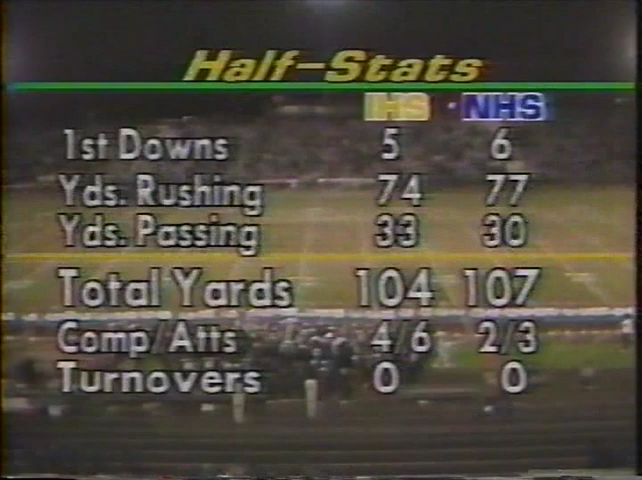 Half-Stats
IHS NHS
1st Downs 5 6
Yds. Rushing 74 77
Yds. Passing 33 30
Total Yards 104 107
Comp/Atts 4/6 2/3
Turnovers 0 0